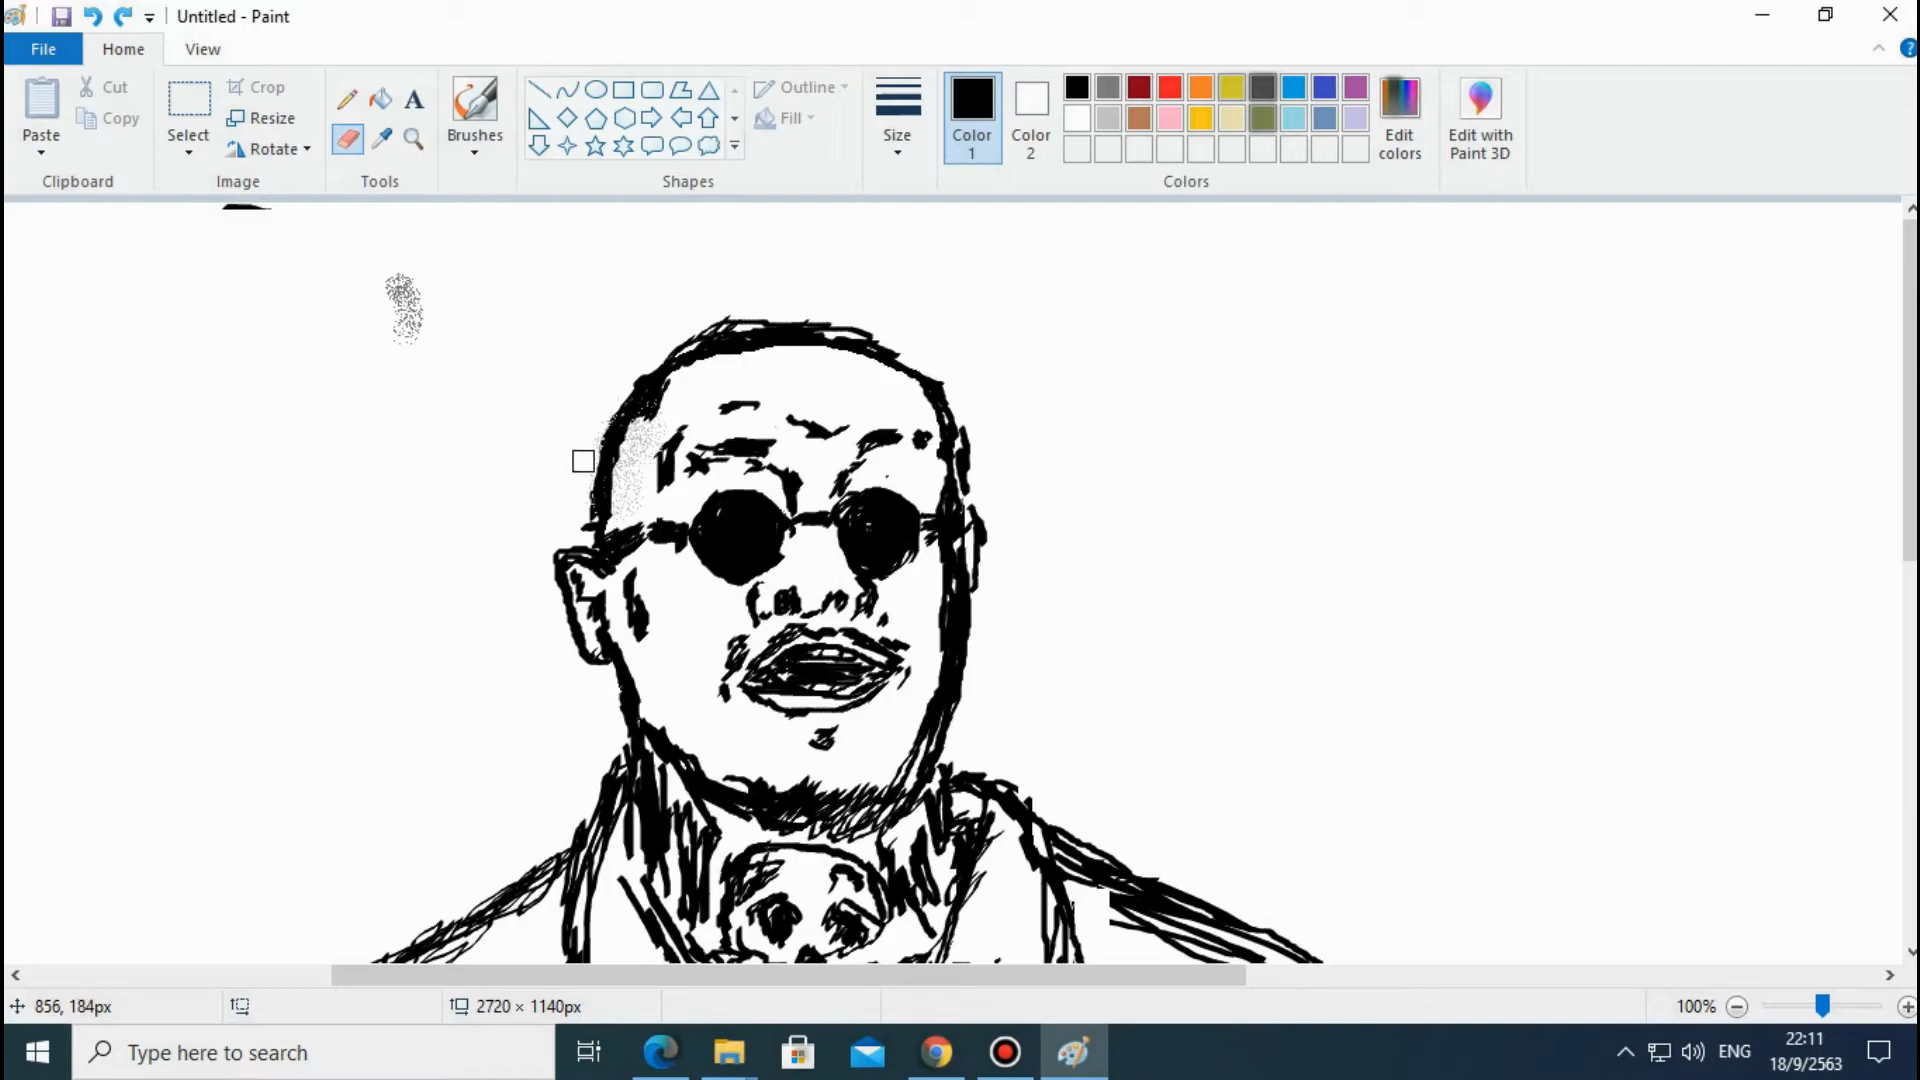 Untitled - Paint
File Home View
Paste
Cut
Copy
Clipboard
Select
Crop
Resize
Rotate
Image
A
Tools
Brushes
Shapes
Outline
Fill
Size
Color 1
Color 2
Edit colors
Colors
Edit with Paint 3D
856, 184px
2720 × 1140px
100%
Type here to search
ENG
22:11
18/9/2563